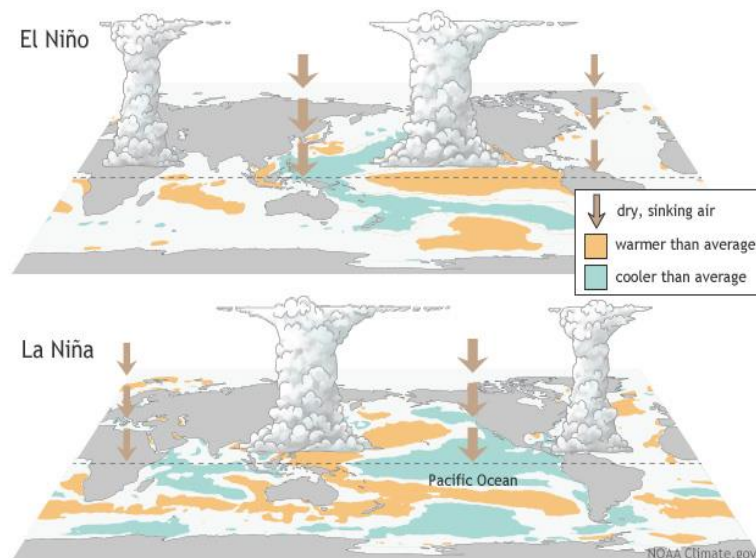 El Niño
dry, sinking air
warmer than average
cooler than average
La Niña
Pacific Ocean
NOAA Climate.gov